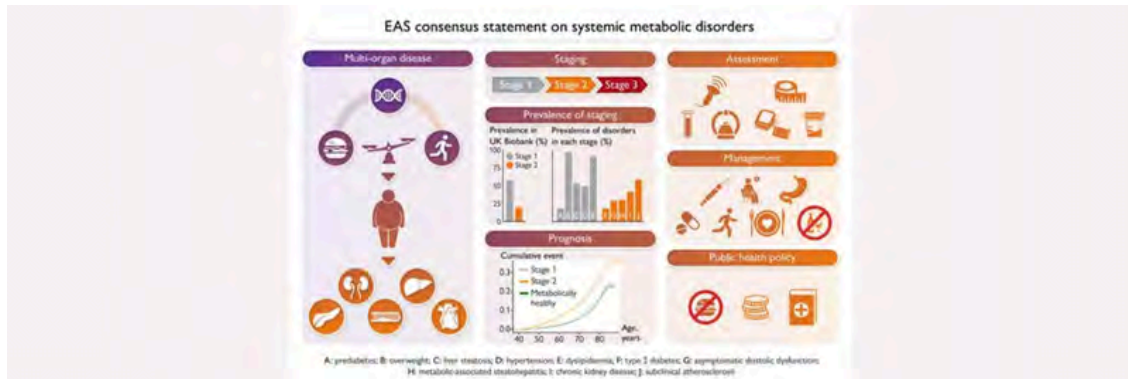 EAS consensus statement on systemic metabolic disorders
Multi-organ disease
Staging
Stage 1
Stage 2
Stage 3
Prevalence of staging
Prevalence in
UK Biobank (%)
Prevalence of disorders
in each stage (%)
100
75
50
25
0
Stage 1
Stage 2
Prognosis
Cumulative event
0.3
0.2
0.1
0.0
Stage 1
Stage 2
Metabolically
healthy
40 50 60 70 80
Age,
years
Assessment
Management
Public health policy
A: prediabetes; B: overweight; C: liver steatosis; D: hypertension; E: dyslipidaemia; F: type 2 diabetes; G: asymptomatic diastolic dysfunction;
H: metabolic-associated steatohepatitis; I: chronic kidney disease; J: subclinical atherosclerosis